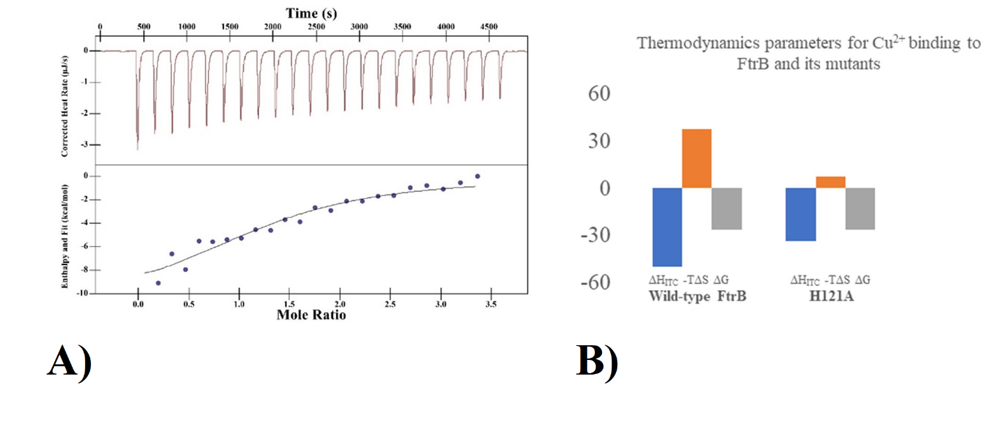 Time (s)
0 500 1000 1500 2000 2500 3000 3500 4000 4500
Corrected Heat Rate (µJ/s)
0
-1
-2
-3
Enthalpy and Fit (kcal/mol)
0
-2
-4
-6
-8
-10
0.0 0.5 1.0 1.5 2.0 2.5 3.0 3.5
Mole Ratio
A)
Thermodynamics parameters for Cu²⁺ binding to
FtrB and its mutants
60
30
0
-30
-60
ΔH_ITC -TΔS ΔG ΔH_ITC -TΔS ΔG
Wild-type FtrB H121A
B)